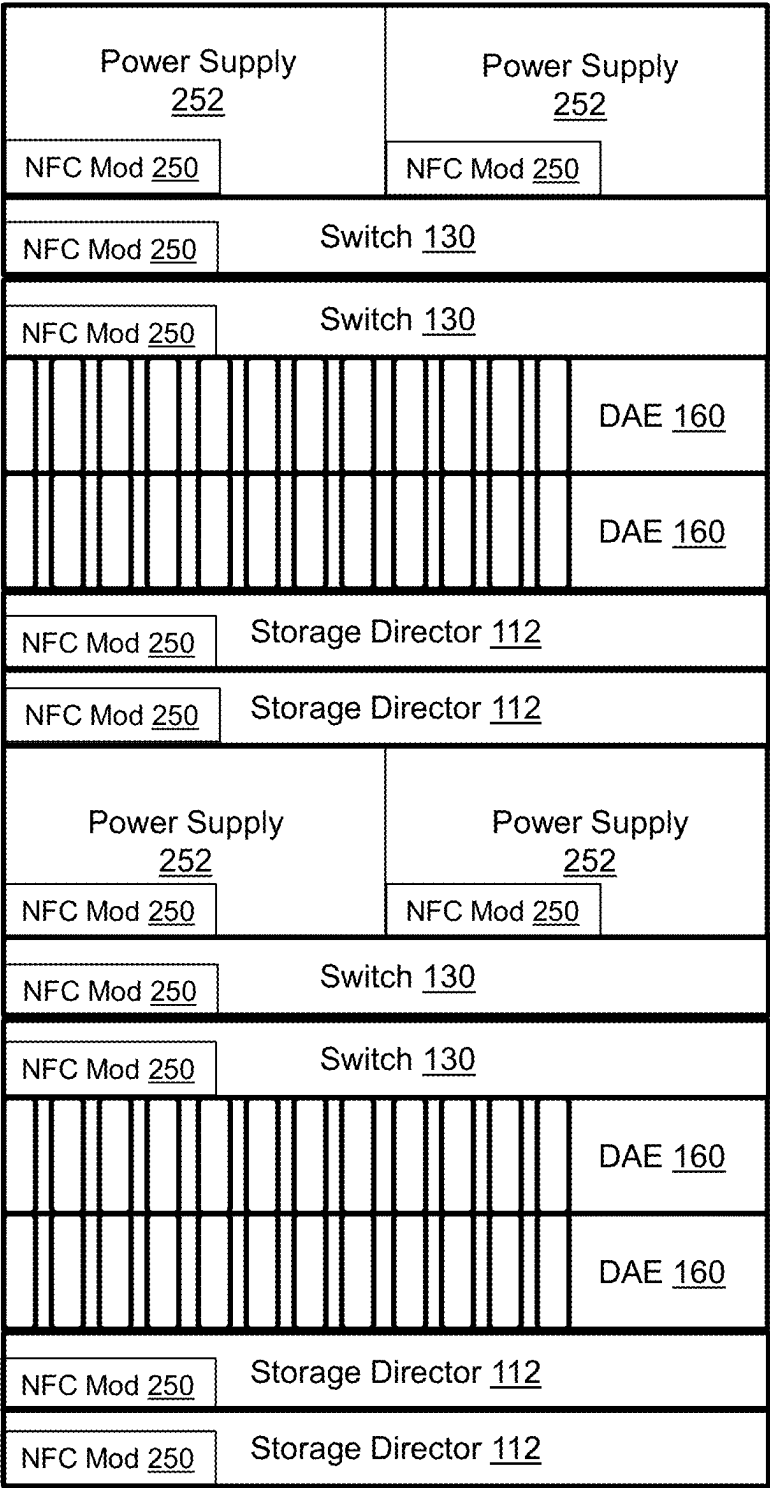 Power Supply
252
NFC Mod 250
Power Supply
252
NFC Mod 250
Switch 130
NFC Mod 250
Switch 130
NFC Mod 250
DAE 160
DAE 160
Storage Director 112
NFC Mod 250
Storage Director 112
NFC Mod 250
Power Supply
252
NFC Mod 250
Power Supply
252
NFC Mod 250
Switch 130
NFC Mod 250
Switch 130
NFC Mod 250
DAE 160
DAE 160
Storage Director 112
NFC Mod 250
Storage Director 112
NFC Mod 250